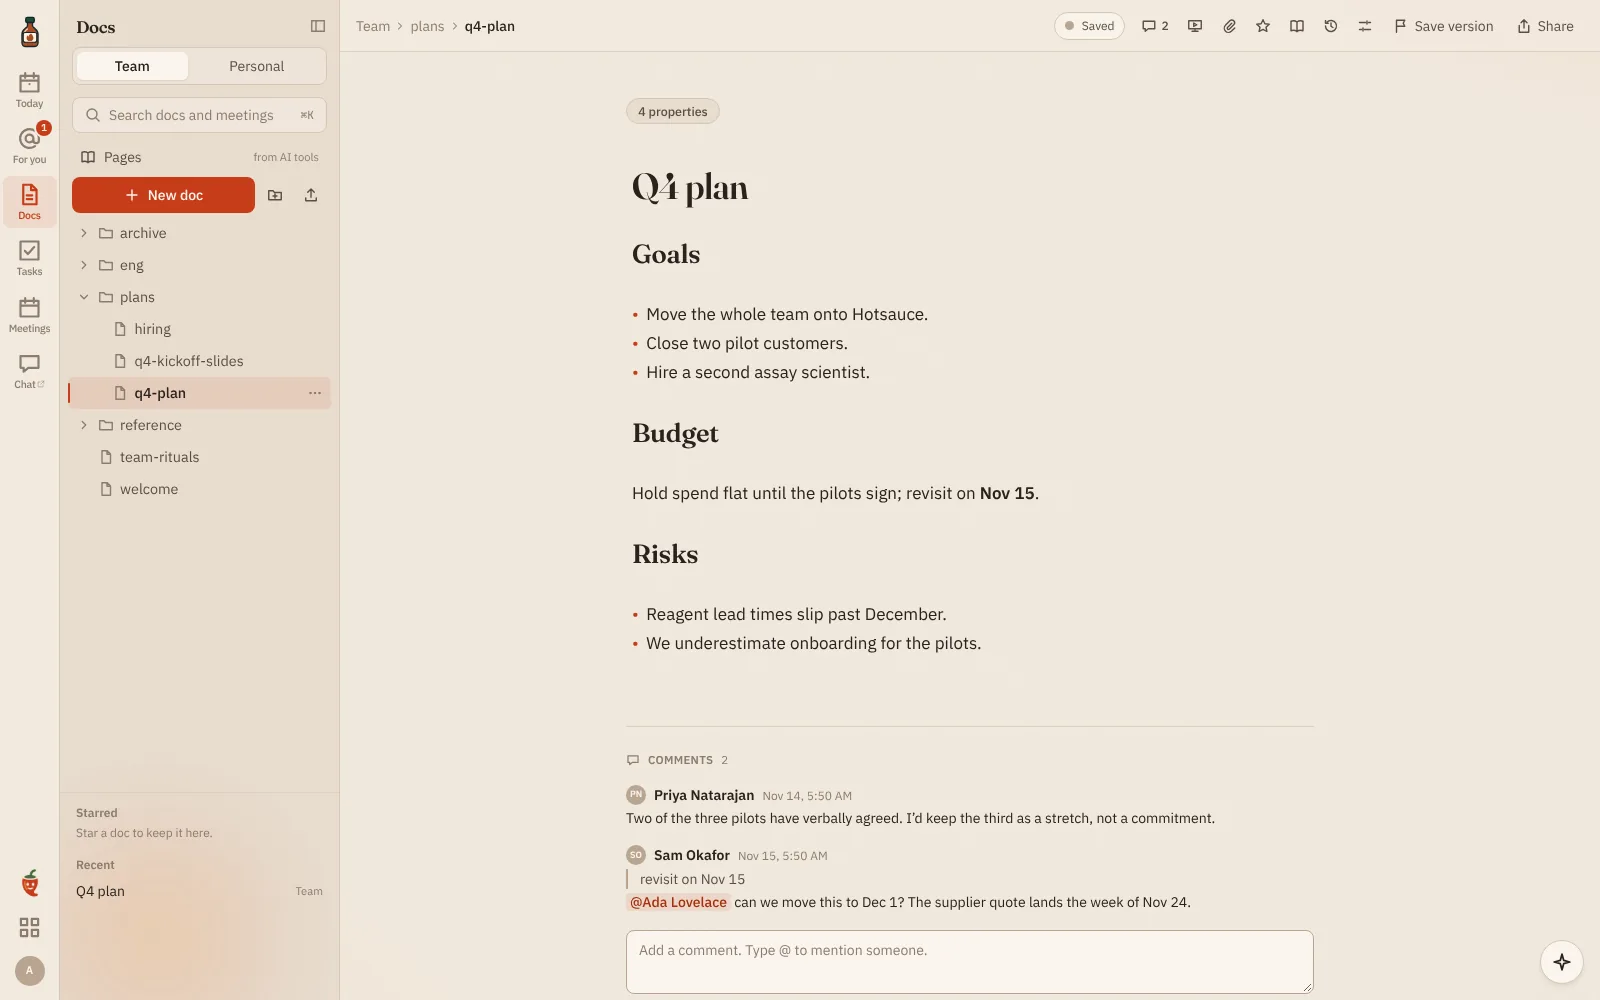 Today
1
For you
Docs
Tasks
Meetings
Chat
A
Docs
Team
Personal
Search docs and meetings
⌘K
Pages
from AI tools
New doc
archive
eng
plans
hiring
q4-kickoff-slides
q4-plan
reference
team-rituals
welcome
Starred
Star a doc to keep it here.
Recent
Q4 plan
Team
Team > plans > q4-plan
Saved
2
Save version
Share
4 properties
Q4 plan
Goals
• Move the whole team onto Hotsauce.
• Close two pilot customers.
• Hire a second assay scientist.
Budget
Hold spend flat until the pilots sign; revisit on Nov 15.
Risks
• Reagent lead times slip past December.
• We underestimate onboarding for the pilots.
COMMENTS 2
PN Priya Natarajan Nov 14, 5:50 AM
Two of the three pilots have verbally agreed. I’d keep the third as a stretch, not a commitment.
SO Sam Okafor Nov 15, 5:50 AM
revisit on Nov 15
@Ada Lovelace can we move this to Dec 1? The supplier quote lands the week of Nov 24.
Add a comment. Type @ to mention someone.